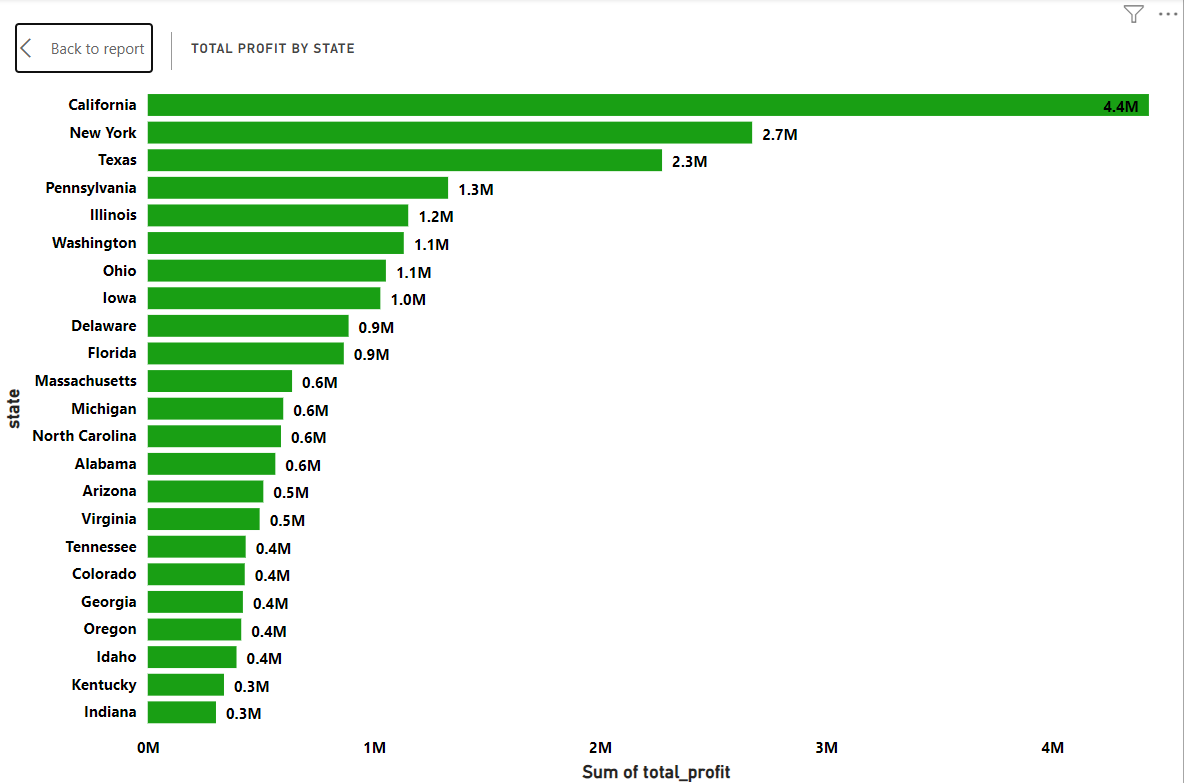 Back to report
TOTAL PROFIT BY STATE
California 4.4M
New York 2.7M
Texas 2.3M
Pennsylvania 1.3M
Illinois 1.2M
Washington 1.1M
Ohio 1.1M
Iowa 1.0M
Delaware 0.9M
Florida 0.9M
Massachusetts 0.6M
Michigan 0.6M
North Carolina 0.6M
Alabama 0.6M
Arizona 0.5M
Virginia 0.5M
Tennessee 0.4M
Colorado 0.4M
Georgia 0.4M
Oregon 0.4M
Idaho 0.4M
Kentucky 0.3M
Indiana 0.3M
state
0M 1M 2M 3M 4M
Sum of total_profit